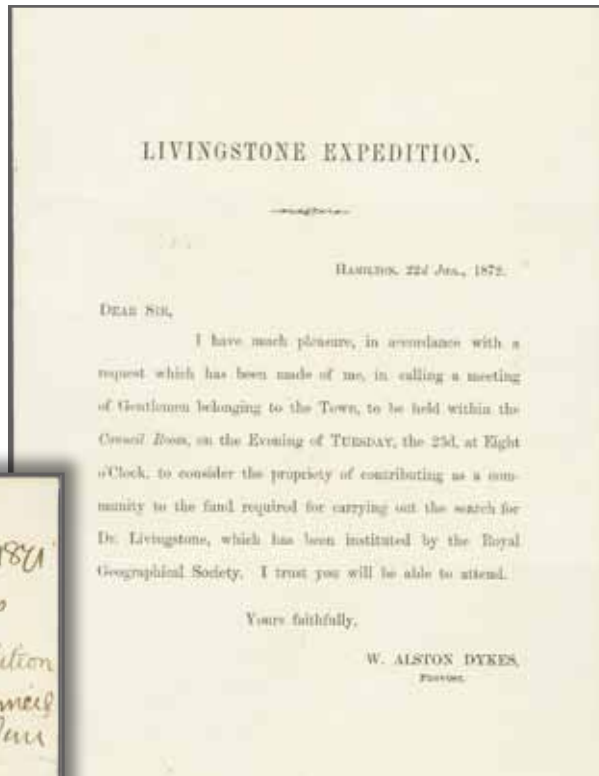 LIVINGSTONE EXPEDITION.
HAMILTON, 22d Jan., 1872.
DEAR SIR,
I have much pleasure, in accordance with a
request which has been made of me, in calling a meeting
of Gentlemen belonging to the Town, to be held within the
Council Room, on the Evening of TUESDAY, the 23d, at Eight
o'Clock, to consider the propriety of contributing as a com-
munity to the fund required for carrying out the search for
Dr. Livingstone, which has been instituted by the Royal
Geographical Society. I trust you will be able to attend.
Yours faithfully,
W. ALSTON DYKES,
Provost.